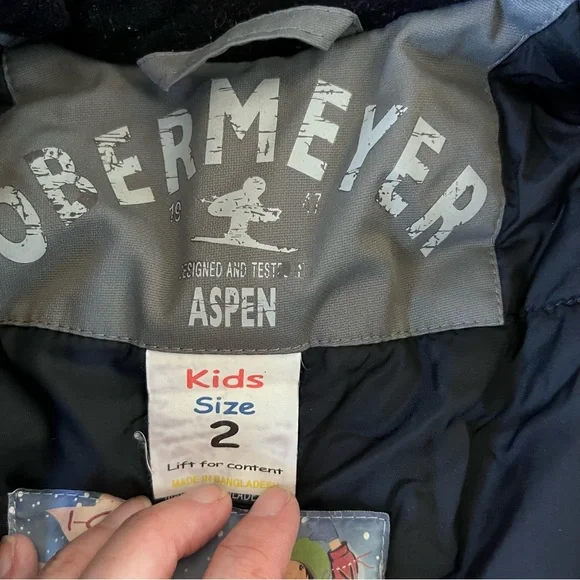 OBERMEYER
19 47
DESIGNED AND TESTED IN
ASPEN
Kids
Size
2
Lift for content
MADE IN BANGLADESH